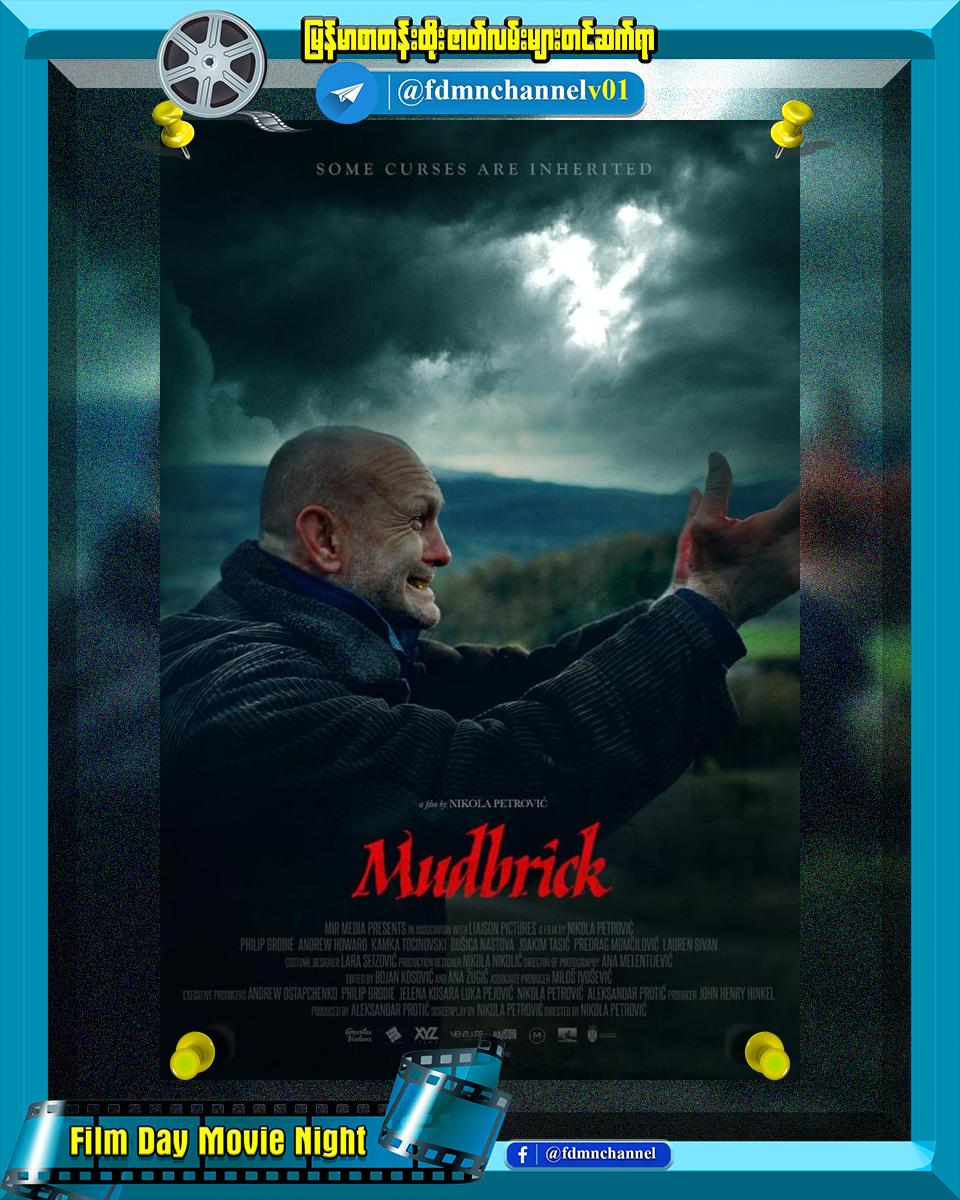 မြန်မာစာတန်းထိုးဇာတ်လမ်းများတင်ဆက်ရာ
@fdmnchannelv01
SOME CURSES ARE INHERITED
a film by NIKOLA PETROVIĆ
Mudbrick
MIR MEDIA PRESENTS IN ASSOCIATION WITH LIAISON PICTURES A FILM BY NIKOLA PETROVIĆ
PHILIP BRODIE ANDREW HOWARD KAMKA TOCINOVSKI DUŠICA NASTOVA JOAKIM TASIĆ PREDRAG MOMČILOVIĆ LAUREN SIVAN
COSTUME DESIGNER LARA SEIZOVIĆ PRODUCTION DESIGNER NIKOLA NIKOLIĆ DIRECTOR OF PHOTOGRAPHY ANA MELENTIJEVIĆ
EDITED BY BOJAN KOSOVIĆ AND ANA ŽUGIĆ ASSOCIATE PRODUCER MILOŠ IVOŠEVIĆ
EXECUTIVE PRODUCERS ANDREW OSTAPCHENKO PHILIP BRODIE JELENA KOSARA LUKA PEJOVIĆ NIKOLA PETROVIĆ ALEKSANDAR PROTIĆ PRODUCER JOHN HENRY HINKEL
PRODUCED BY ALEKSANDAR PROTIĆ SCREENPLAY BY NIKOLA PETROVIĆ DIRECTED BY NIKOLA PETROVIĆ
XYZ
Film Day Movie Night
@fdmnchannel